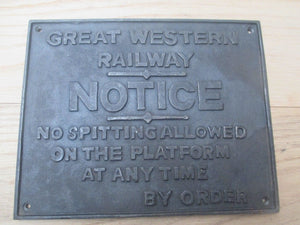 GREAT WESTERN
RAILWAY
NOTICE
NO SPITTING ALLOWED
ON THE PLATFORM
AT ANY TIME
BY ORDER